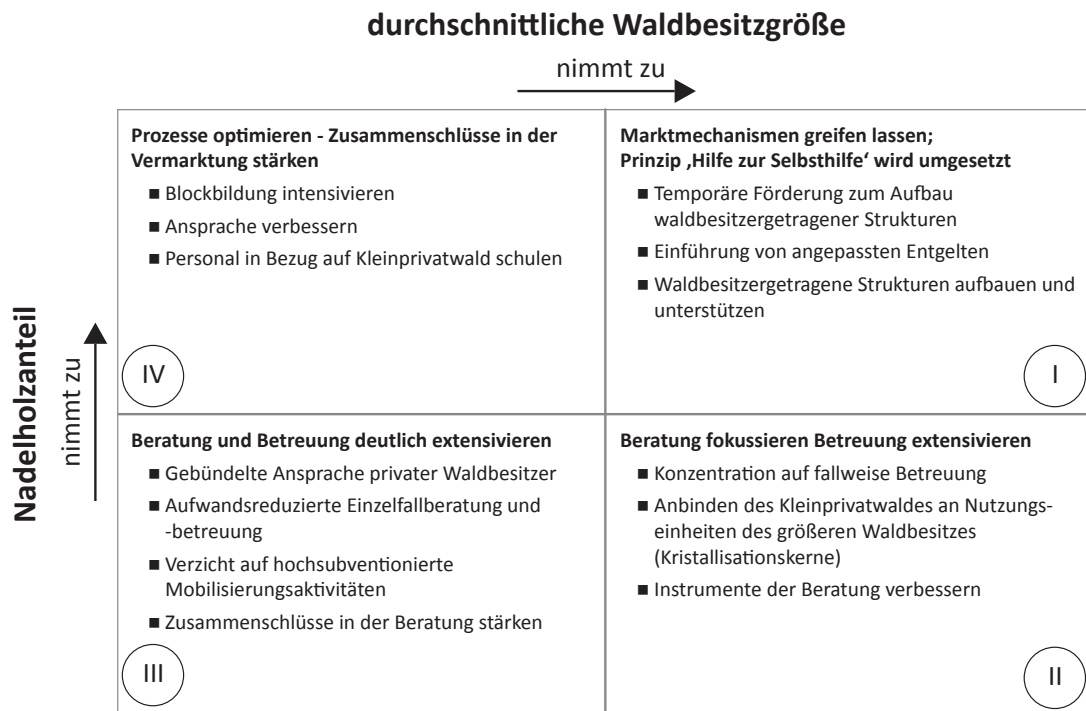 durchschnittliche Waldbesitzgröße
nimmt zu
Nadelholzanteil
nimmt zu
Prozesse optimieren - Zusammenschlüsse in der
Vermarktung stärken
■ Blockbildung intensivieren
■ Ansprache verbessern
■ Personal in Bezug auf Kleinprivatwald schulen
IV
Marktmechanismen greifen lassen;
Prinzip ‚Hilfe zur Selbsthilfe‘ wird umgesetzt
■ Temporäre Förderung zum Aufbau
waldbesitzergetragener Strukturen
■ Einführung von angepassten Entgelten
■ Waldbesitzergetragene Strukturen aufbauen und
unterstützen
I
Beratung und Betreuung deutlich extensivieren
■ Gebündelte Ansprache privater Waldbesitzer
■ Aufwandsreduzierte Einzelfallberatung und
-betreuung
■ Verzicht auf hochsubventionierte
Mobilisierungsaktivitäten
■ Zusammenschlüsse in der Beratung stärken
III
Beratung fokussieren Betreuung extensivieren
■ Konzentration auf fallweise Betreuung
■ Anbinden des Kleinprivatwaldes an Nutzungs-
einheiten des größeren Waldbesitzes
(Kristallisationskerne)
■ Instrumente der Beratung verbessern
II